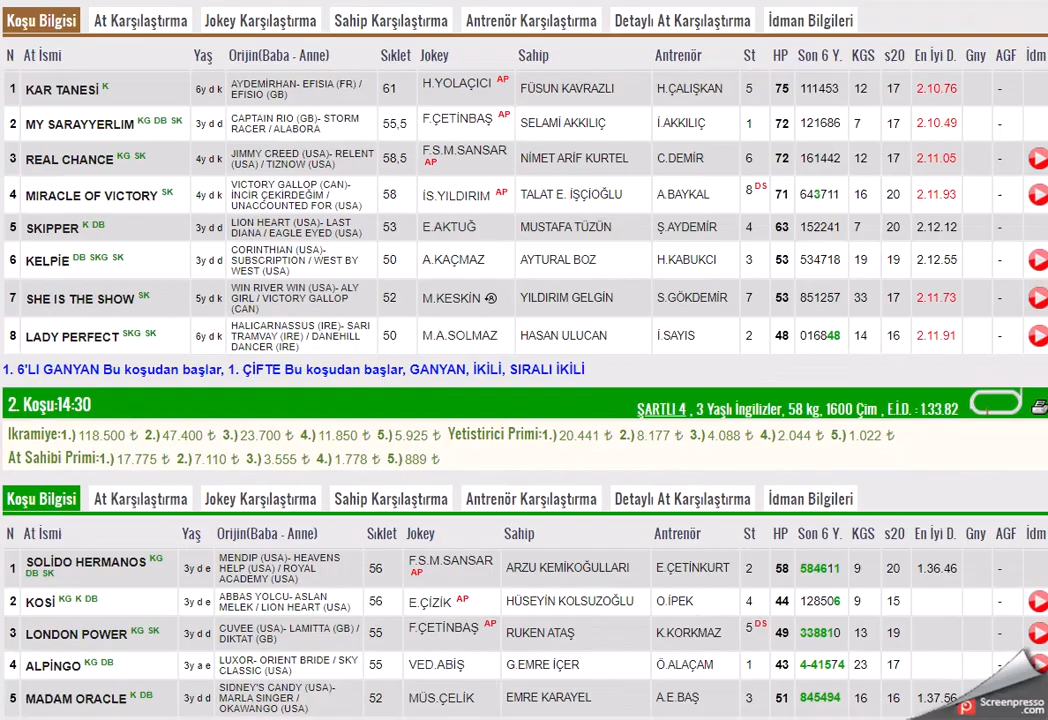 Koşu Bilgisi At Karşılaştırma Jokey Karşılaştırma Sahip Karşılaştırma Antrenör Karşılaştırma Detaylı At Karşılaştırma İdman Bilgileri
N At İsmi Yaş Orijin(Baba - Anne) Sıklet Jokey Sahip Antrenör St HP Son 6 Y. KGS s20 En İyi D. Gny AGF İdm
1 KAR TANESİ K 6y d k AYDEMİRHAN- EFISIA (FR) / EFISIO (GB) 61 H.YOLAÇICI AP FÜSUN KAVRAZLI H.ÇALIŞKAN 5 75 111453 12 17 2.10.76 -
2 MY SARAYYERLIM KG DB SK 3y d d CAPTAIN RIO (GB)- STORM RACER / ALABORA 55,5 F.ÇETİNBAŞ AP SELAMİ AKKILIÇ İ.AKKILIÇ 1 72 121686 7 17 2.10.49 -
3 REAL CHANCE KG SK 4y d k JIMMY CREED (USA)- RELENT (USA) / TIZNOW (USA) 58,5 F.S.M.SANSAR AP NİMET ARİF KURTEL C.DEMİR 6 72 161442 12 17 2.11.05 -
4 MIRACLE OF VICTORY SK 4y d k VICTORY GALLOP (CAN)- İNCİR ÇEKİRDEĞİM / UNACCOUNTED FOR (USA) 58 İS.YILDIRIM AP TALAT E. İŞÇİOĞLU A.BAYKAL 8 DS 71 643711 16 20 2.11.93 -
5 SKIPPER K DB 3y d d LION HEART (USA)- LAST DIANA / EAGLE EYED (USA) 53 E.AKTUĞ MUSTAFA TÜZÜN Ş.AYDEMİR 4 63 152241 7 20 2.12.12 -
6 KELPİE DB SKG SK 3y d d CORINTHIAN (USA)- SUBSCRIPTION / WEST BY WEST (USA) 50 A.KAÇMAZ AYTURAL BOZ H.KABUKCI 3 53 534718 19 19 2.12.55 -
7 SHE IS THE SHOW SK 5y d k WIN RIVER WIN (USA)- ALY GIRL / VICTORY GALLOP (CAN) 52 M.KESKİN YILDIRIM GELGİN S.GÖKDEMİR 7 53 851257 33 17 2.11.73 -
8 LADY PERFECT SKG SK 6y d k HALICARNASSUS (IRE)- SARI TRAMVAY (IRE) / DANEHILL DANCER (IRE) 50 M.A.SOLMAZ HASAN ULUCAN İ.SAYIS 2 48 016848 14 16 2.11.91 -
1. 6'LI GANYAN Bu koşudan başlar, 1. ÇİFTE Bu koşudan başlar, GANYAN, İKİLİ, SIRALI İKİLİ
2. Koşu:14:30 ŞARTLI 4 , 3 Yaşlı İngilizler, 58 kg, 1600 Çim , E.İ.D. : 1.33.82
Ikramiye:1.) 118.500 ₺ 2.) 47.400 ₺ 3.) 23.700 ₺ 4.) 11.850 ₺ 5.) 5.925 ₺ Yetistirici Primi:1.) 20.441 ₺ 2.) 8.177 ₺ 3.) 4.088 ₺ 4.) 2.044 ₺ 5.) 1.022 ₺
At Sahibi Primi:1.) 17.775 ₺ 2.) 7.110 ₺ 3.) 3.555 ₺ 4.) 1.778 ₺ 5.) 889 ₺
Koşu Bilgisi At Karşılaştırma Jokey Karşılaştırma Sahip Karşılaştırma Antrenör Karşılaştırma Detaylı At Karşılaştırma İdman Bilgileri
N At İsmi Yaş Orijin(Baba - Anne) Sıklet Jokey Sahip Antrenör St HP Son 6 Y. KGS s20 En İyi D. Gny AGF İdm
1 SOLİDO HERMANOS KG DB SK 3y d e MENDIP (USA)- HEAVENS HELP (USA) / ROYAL ACADEMY (USA) 56 F.S.M.SANSAR AP ARZU KEMİKOĞULLARI E.ÇETİNKURT 2 58 584611 9 20 1.36.46 -
2 KOSİ KG K DB 3y d e ABBAS YOLCU- ASLAN MELEK / LION HEART (USA) 56 E.ÇİZİK AP HÜSEYİN KOLSUZOĞLU O.İPEK 4 44 128506 9 15 -
3 LONDON POWER KG SK 3y d d CUVEE (USA)- LAMITTA (GB) / DIKTAT (GB) 55 F.ÇETİNBAŞ AP RUKEN ATAŞ K.KORKMAZ 5 DS 49 338810 13 19 -
4 ALPİNGO KG DB 3y a e LUXOR- ORIENT BRIDE / SKY CLASSIC (USA) 55 VED.ABİŞ G.EMRE İÇER Ö.ALAÇAM 1 43 4-41574 23 17 -
5 MADAM ORACLE K DB 3y d d SIDNEY'S CANDY (USA)- MARLA SINGER / OKAWANGO (USA) 52 MÜS.ÇELİK EMRE KARAYEL A.E.BAŞ 3 51 845494 16 16 1.37.56
Screenpresso.com